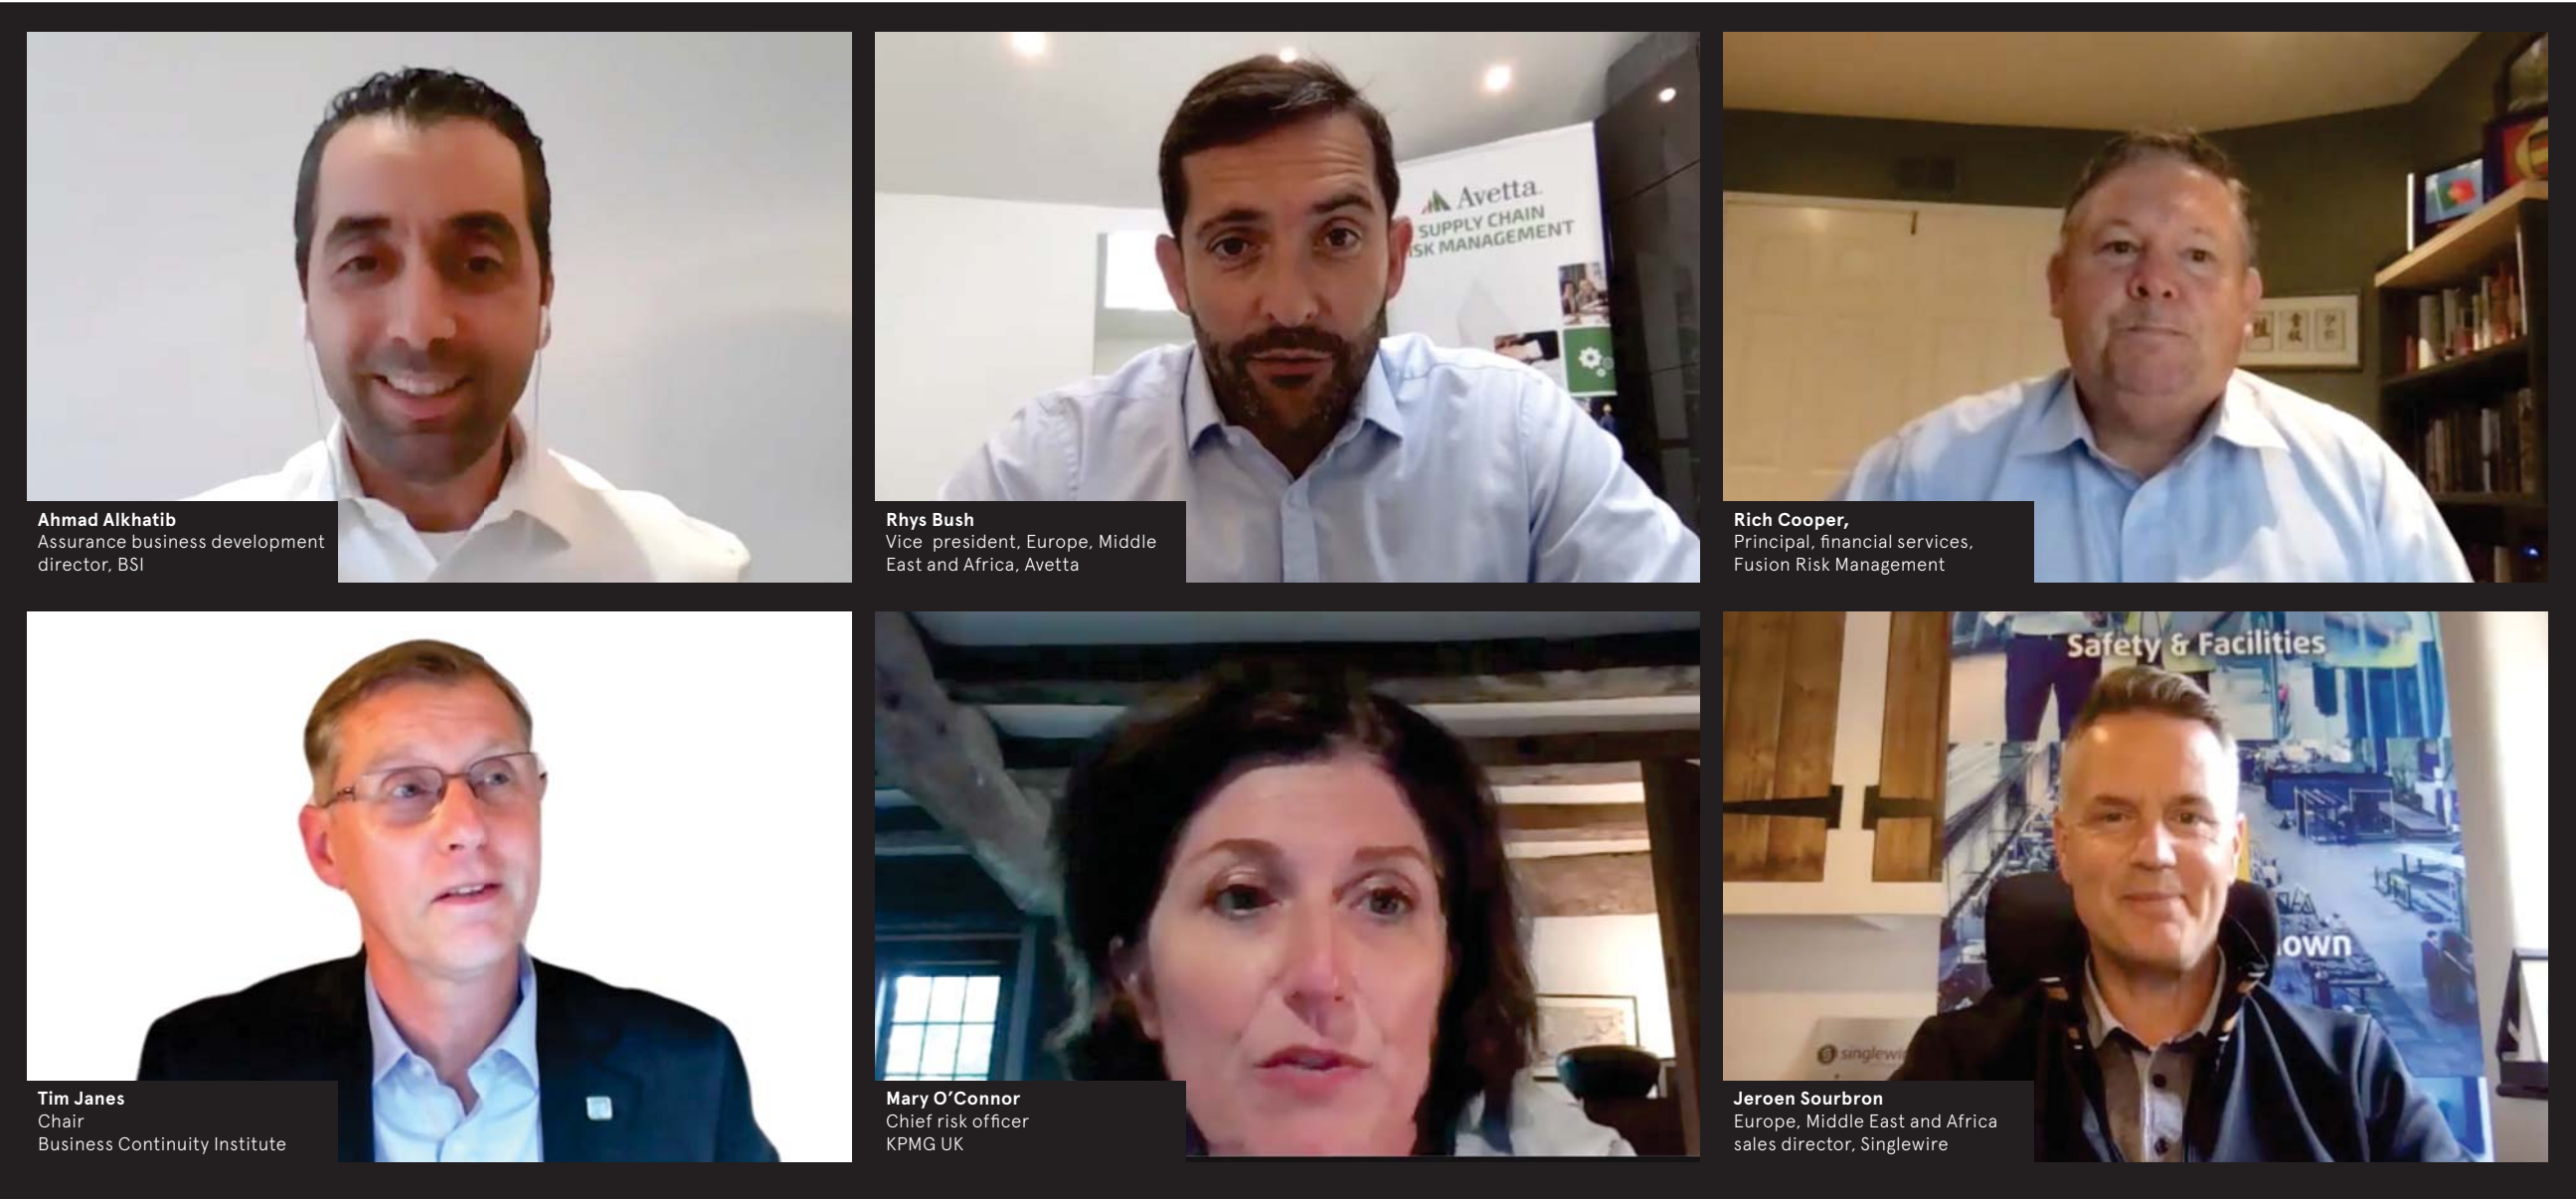 Avetta
SUPPLY CHAIN
MANAGEMENT
Ahmad Alkhatib
Assurance business development
director, BSI
Rhys Bush
Vice president, Europe, Middle
East and Africa, Avetta
Rich Cooper,
Principal, financial services,
Fusion Risk Management
Safety & Facilities
own
singlewi
Tim Janes
Chair
Business Continuity Institute
Mary O’Connor
Chief risk officer
KPMG UK
Jeroen Sourbron
Europe, Middle East and Africa
sales director, Singlewire